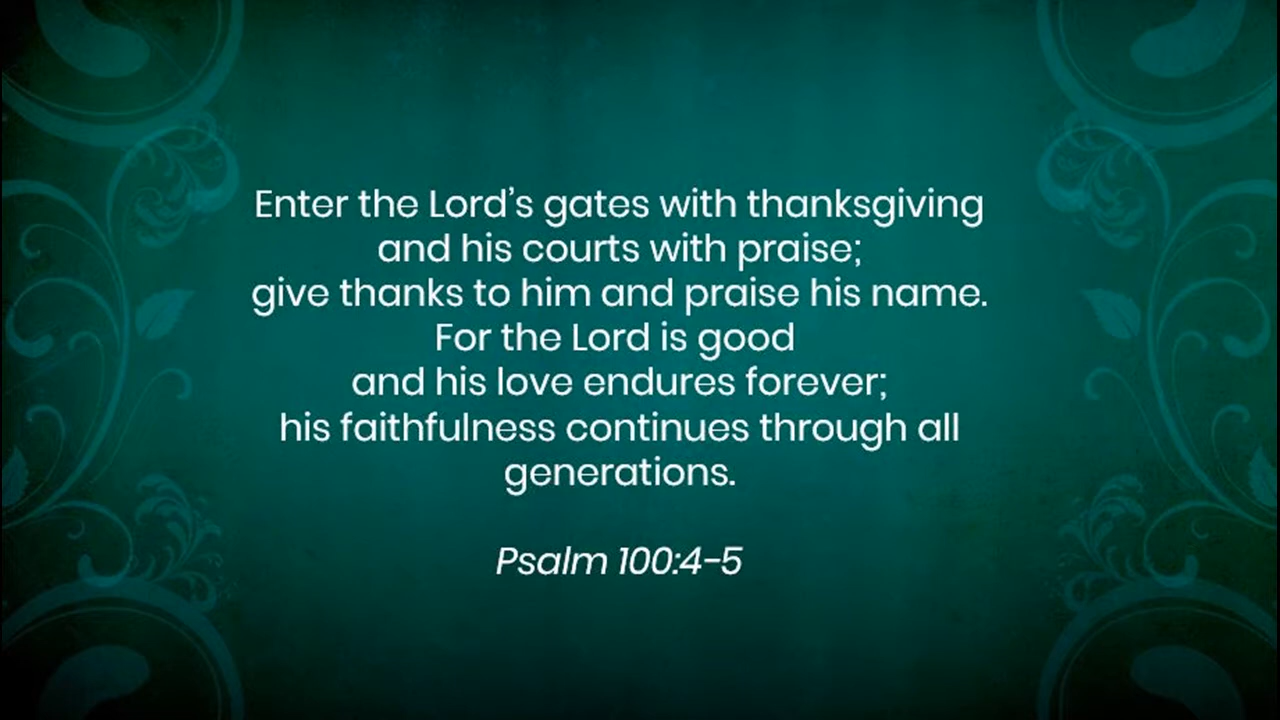 Enter the Lord’s gates with thanksgiving
and his courts with praise;
give thanks to him and praise his name.
For the Lord is good
and his love endures forever;
his faithfulness continues through all
generations.
Psalm 100:4-5